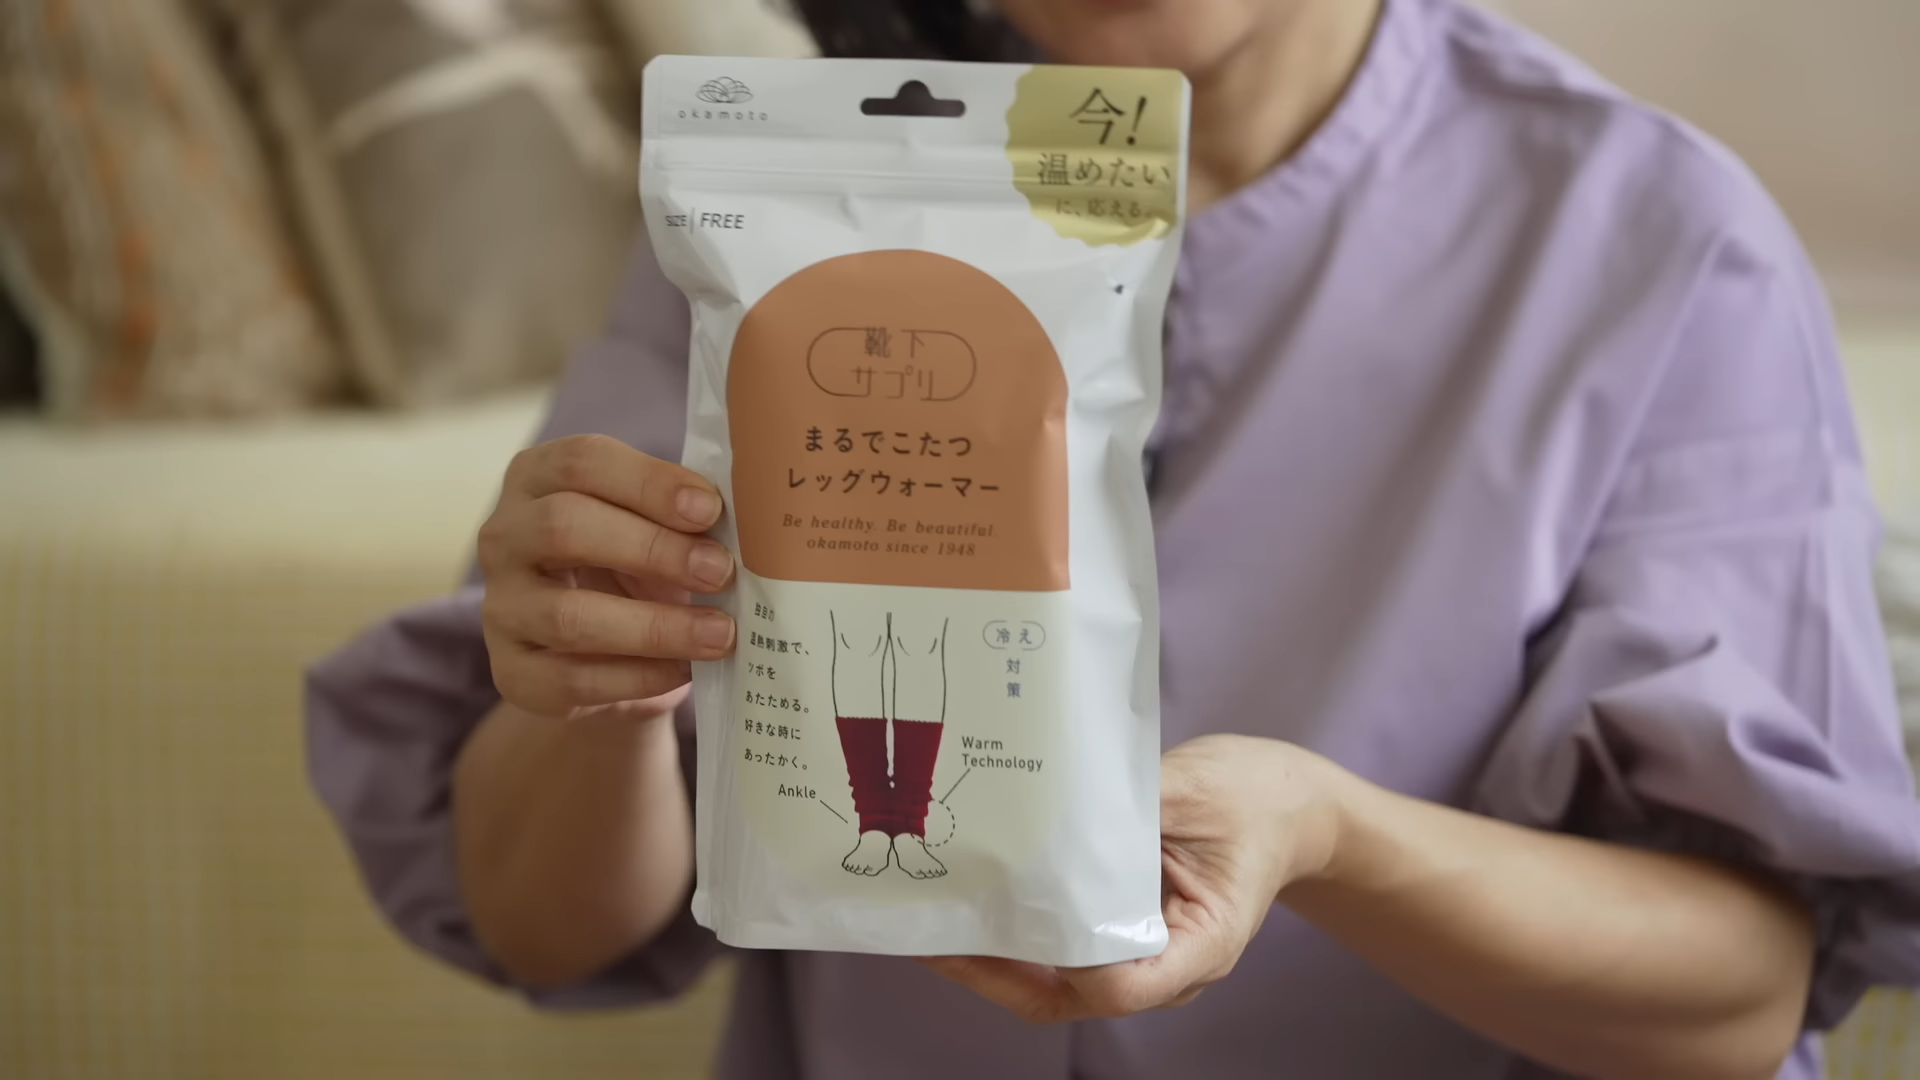 okamoto
今!
温めたい
に、応える。
SIZE | FREE
靴下
サプリ
まるでこたつ
レッグウォーマー
Be healthy. Be beautiful.
okamoto since 1948
独自の
温熱刺激で、
ツボを
あたためる。
好きな時に
あったかく。
冷え
対
策
Warm
Technology
Ankle